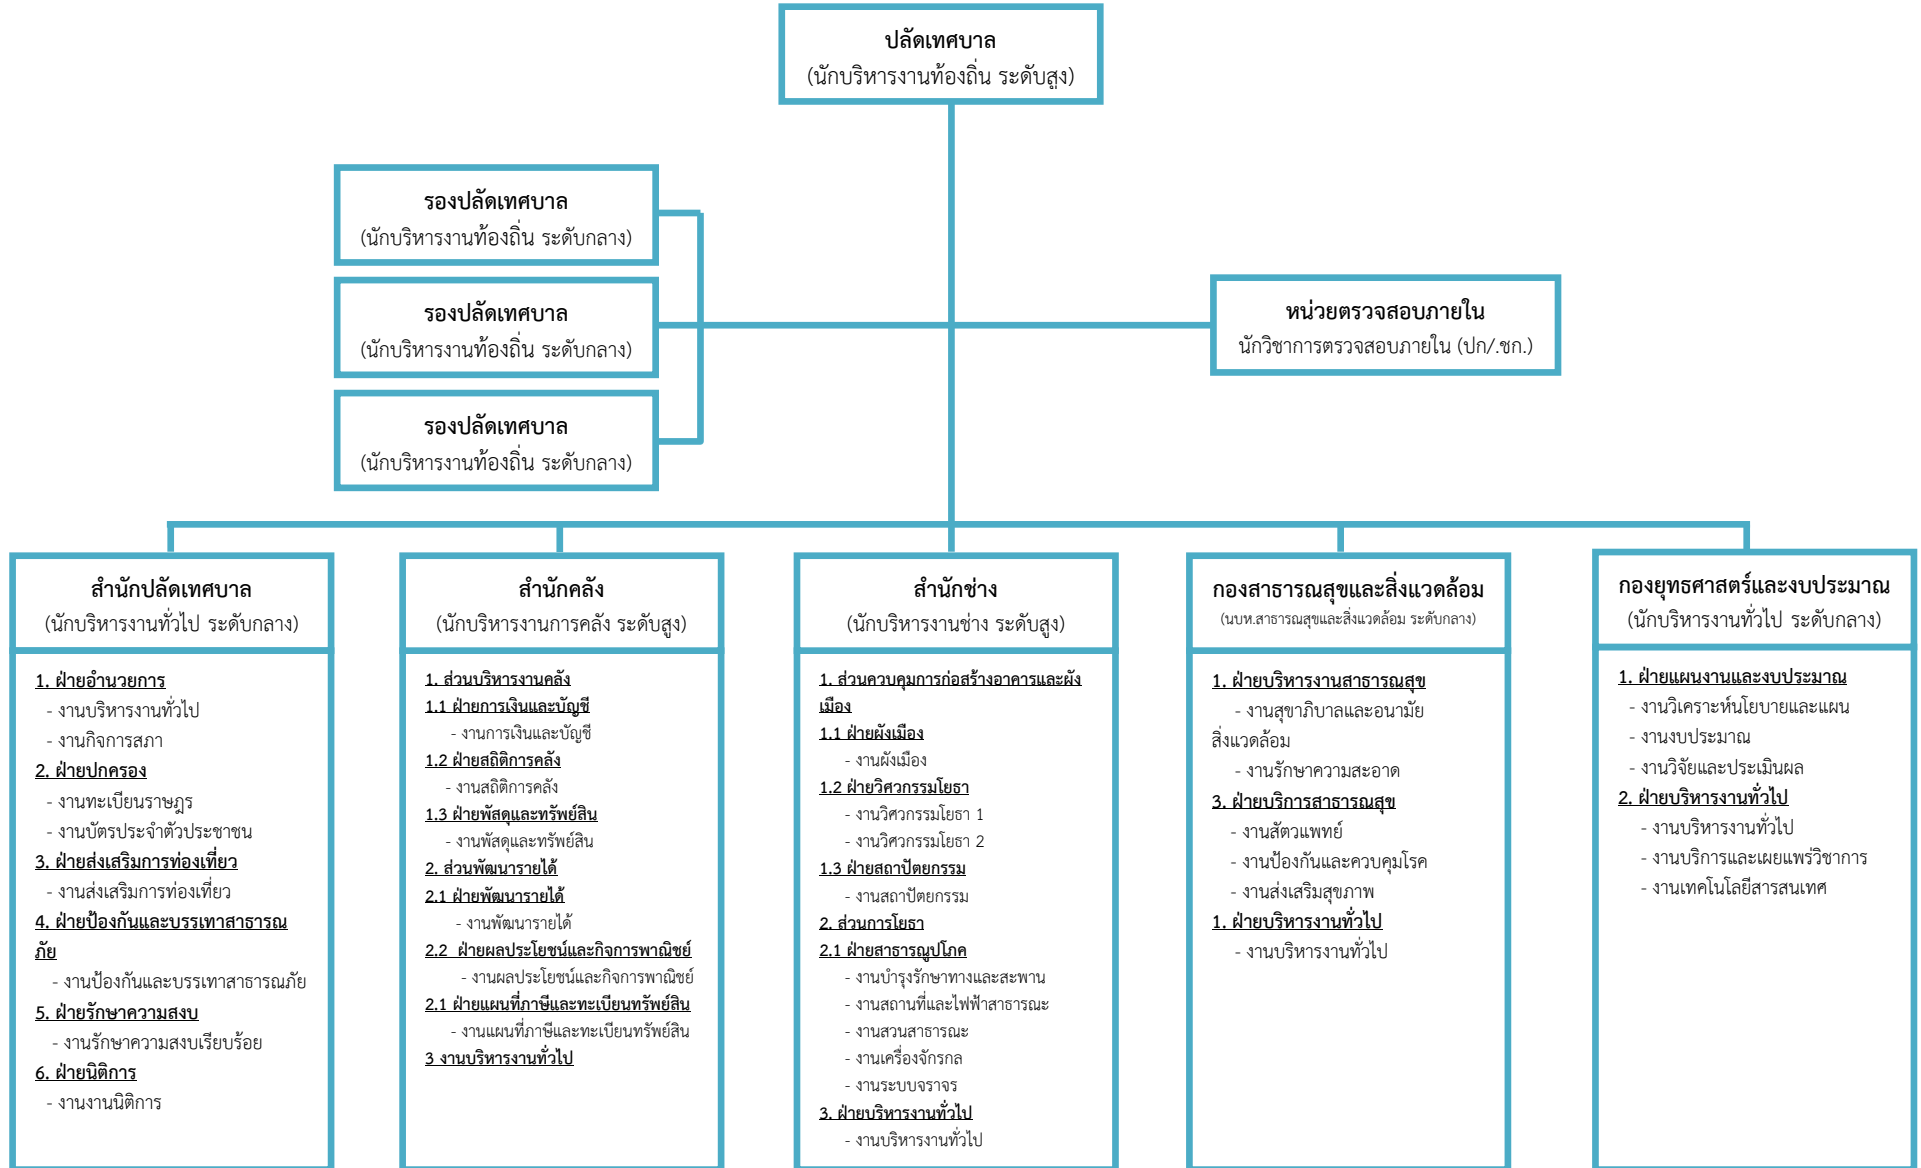 ปลัดเทศบาล
(นักบริหารงานท้องถิ่น ระดับสูง)
รองปลัดเทศบาล
(นักบริหารงานท้องถิ่น ระดับกลาง)
รองปลัดเทศบาล
(นักบริหารงานท้องถิ่น ระดับกลาง)
รองปลัดเทศบาล
(นักบริหารงานท้องถิ่น ระดับกลาง)
หน่วยตรวจสอบภายใน
นักวิชาการตรวจสอบภายใน (ปก/.ชก.)
สำนักปลัดเทศบาล
(นักบริหารงานทั่วไป ระดับกลาง)
1. ฝ่ายอำนวยการ
- งานบริหารงานทั่วไป
- งานกิจการสภา
2. ฝ่ายปกครอง
- งานทะเบียนราษฎร
- งานบัตรประจำตัวประชาชน
3. ฝ่ายส่งเสริมการท่องเที่ยว
- งานส่งเสริมการท่องเที่ยว
4. ฝ่ายป้องกันและบรรเทาสาธารณ
ภัย
- งานป้องกันและบรรเทาสาธารณภัย
5. ฝ่ายรักษาความสงบ
- งานรักษาความสงบเรียบร้อย
6. ฝ่ายนิติการ
- งานงานนิติการ
สำนักคลัง
(นักบริหารงานการคลัง ระดับสูง)
1. ส่วนบริหารงานคลัง
1.1 ฝ่ายการเงินและบัญชี
- งานการเงินและบัญชี
1.2 ฝ่ายสถิติการคลัง
- งานสถิติการคลัง
1.3 ฝ่ายพัสดุและทรัพย์สิน
- งานพัสดุและทรัพย์สิน
2. ส่วนพัฒนารายได้
2.1 ฝ่ายพัฒนารายได้
- งานพัฒนารายได้
2.2 ฝ่ายผลประโยชน์และกิจการพาณิชย์
- งานผลประโยชน์และกิจการพาณิชย์
2.1 ฝ่ายแผนที่ภาษีและทะเบียนทรัพย์สิน
- งานแผนที่ภาษีและทะเบียนทรัพย์สิน
3 งานบริหารงานทั่วไป
สำนักช่าง
(นักบริหารงานช่าง ระดับสูง)
1. ส่วนควบคุมการก่อสร้างอาคารและผัง
เมือง
1.1 ฝ่ายผังเมือง
- งานผังเมือง
1.2 ฝ่ายวิศวกรรมโยธา
- งานวิศวกรรมโยธา 1
- งานวิศวกรรมโยธา 2
1.3 ฝ่ายสถาปัตยกรรม
- งานสถาปัตยกรรม
2. ส่วนการโยธา
2.1 ฝ่ายสาธารณูปโภค
- งานบำรุงรักษาทางและสะพาน
- งานสถานที่และไฟฟ้าสาธารณะ
- งานสวนสาธารณะ
- งานเครื่องจักรกล
- งานระบบจราจร
3. ฝ่ายบริหารงานทั่วไป
- งานบริหารงานทั่วไป
กองสาธารณสุขและสิ่งแวดล้อม
(นบห.สาธารณสุขและสิ่งแวดล้อม ระดับกลาง)
1. ฝ่ายบริหารงานสาธารณสุข
- งานสุขาภิบาลและอนามัย
สิ่งแวดล้อม
- งานรักษาความสะอาด
3. ฝ่ายบริการสาธารณสุข
- งานสัตวแพทย์
- งานป้องกันและควบคุมโรค
- งานส่งเสริมสุขภาพ
1. ฝ่ายบริหารงานทั่วไป
- งานบริหารงานทั่วไป
กองยุทธศาสตร์และงบประมาณ
(นักบริหารงานทั่วไป ระดับกลาง)
1. ฝ่ายแผนงานและงบประมาณ
- งานวิเคราะห์นโยบายและแผน
- งานงบประมาณ
- งานวิจัยและประเมินผล
2. ฝ่ายบริหารงานทั่วไป
- งานบริหารงานทั่วไป
- งานบริการและเผยแพร่วิชาการ
- งานเทคโนโลยีสารสนเทศ